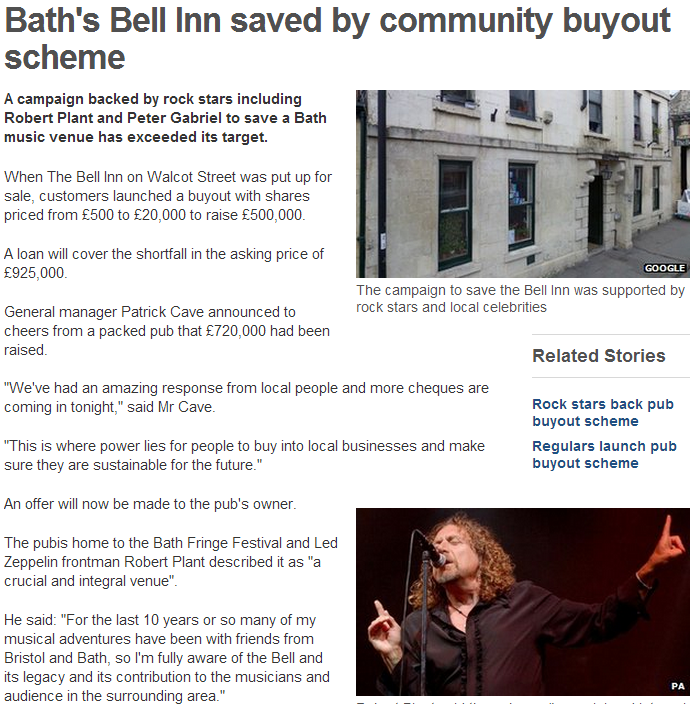 Bath's Bell Inn saved by community buyout
scheme
A campaign backed by rock stars including
Robert Plant and Peter Gabriel to save a Bath
music venue has exceeded its target.
When The Bell Inn on Walcot Street was put up for
sale, customers launched a buyout with shares
priced from £500 to £20,000 to raise £500,000.
A loan will cover the shortfall in the asking price of
£925,000.
General manager Patrick Cave announced to
cheers from a packed pub that £720,000 had been
raised.
"We've had an amazing response from local people and more cheques are
coming in tonight," said Mr Cave.
"This is where power lies for people to buy into local businesses and make
sure they are sustainable for the future."
An offer will now be made to the pub's owner.
The pubis home to the Bath Fringe Festival and Led
Zeppelin frontman Robert Plant described it as "a
crucial and integral venue".
He said: "For the last 10 years or so many of my
musical adventures have been with friends from
Bristol and Bath, so I'm fully aware of the Bell and
its legacy and its contribution to the musicians and
audience in the surrounding area."
GOOGLE
The campaign to save the Bell Inn was supported by
rock stars and local celebrities
Related Stories
Rock stars back pub
buyout scheme
Regulars launch pub
buyout scheme
PA